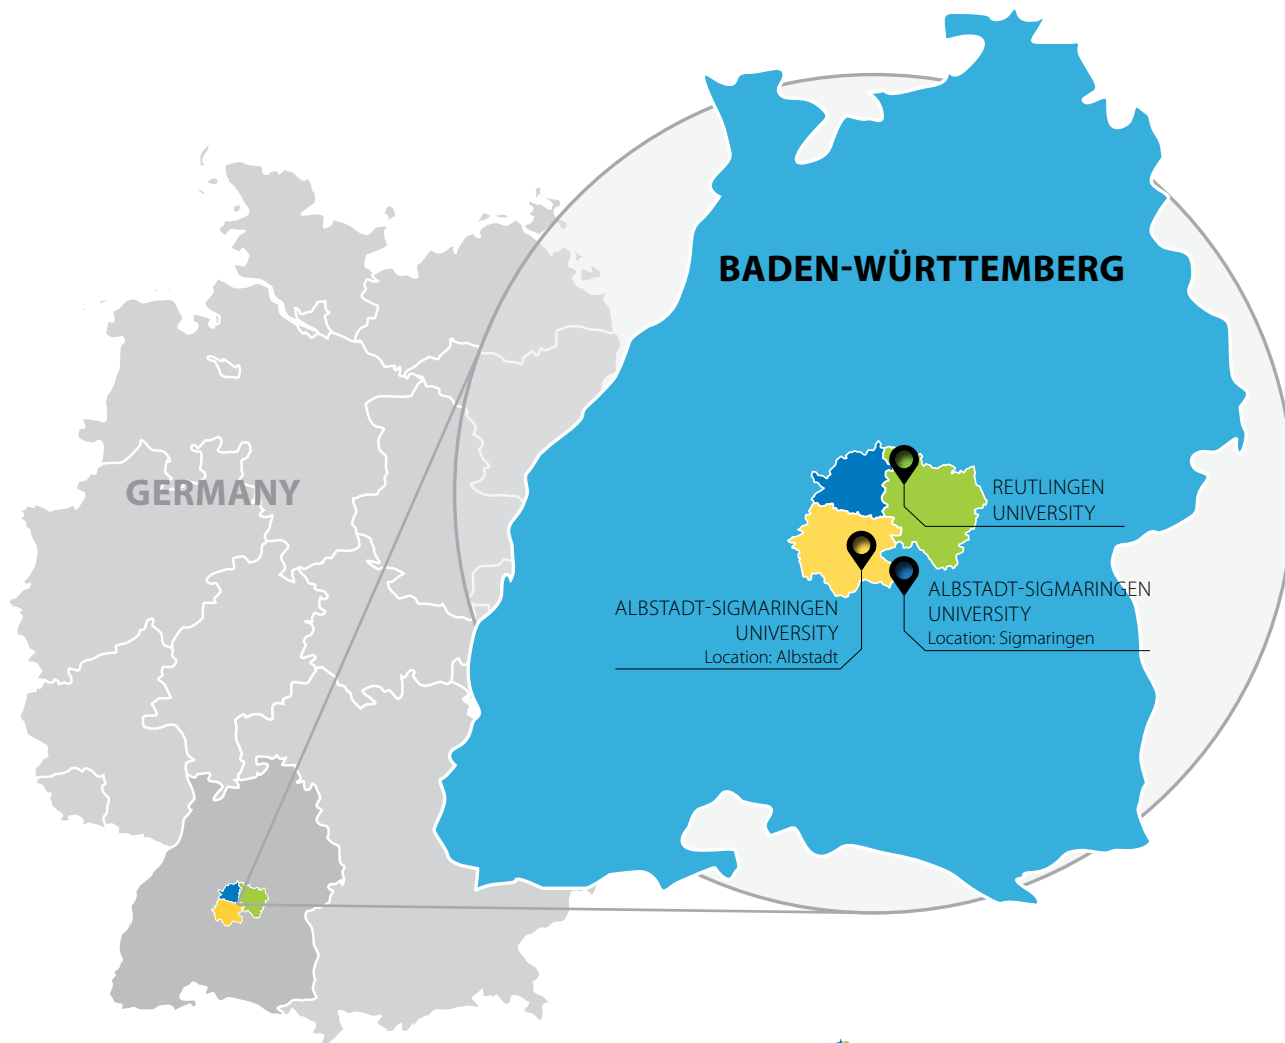 BADEN-WÜRTTEMBERG
GERMANY
REUTLINGEN
UNIVERSITY
ALBSTADT-SIGMARINGEN
UNIVERSITY
Location: Sigmaringen
ALBSTADT-SIGMARINGEN
UNIVERSITY
Location: Albstadt